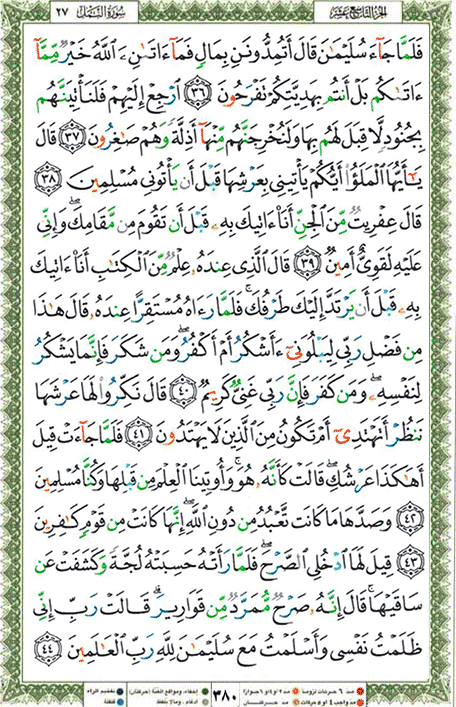 الجزء التاسع عشر سورة النمل ٢٧
فَلَمَّا جَآءَ سُلَيْمَٰنَ قَالَ أَتُمِدُّونَنِ بِمَالٍ فَمَآ ءَاتَىٰنِۦَ ٱللَّهُ خَيْرٌ مِّمَّآ
ءَاتَىٰكُم بَلْ أَنتُم بِهَدِيَّتِكُمْ تَفْرَحُونَ ٣٦ ٱرْجِعْ إِلَيْهِمْ فَلَنَأْتِيَنَّهُم
بِجُنُودٍ لَّا قِبَلَ لَهُم بِهَا وَلَنُخْرِجَنَّهُم مِّنْهَآ أَذِلَّةً وَهُمْ صَٰغِرُونَ ٣٧ قَالَ
يَٰٓأَيُّهَا ٱلْمَلَؤُا۟ أَيُّكُمْ يَأْتِينِى بِعَرْشِهَا قَبْلَ أَن يَأْتُونِى مُسْلِمِينَ ٣٨
قَالَ عِفْرِيتٌ مِّنَ ٱلْجِنِّ أَنَا۠ ءَاتِيكَ بِهِۦ قَبْلَ أَن تَقُومَ مِن مَّقَامِكَ ۖ وَإِنِّى
عَلَيْهِ لَقَوِىٌّ أَمِينٌ ٣٩ قَالَ ٱلَّذِى عِندَهُۥ عِلْمٌ مِّنَ ٱلْكِتَٰبِ أَنَا۠ ءَاتِيكَ
بِهِۦ قَبْلَ أَن يَرْتَدَّ إِلَيْكَ طَرْفُكَ ۚ فَلَمَّا رَءَاهُ مُسْتَقِرًّا عِندَهُۥ قَالَ هَٰذَا
مِن فَضْلِ رَبِّى لِيَبْلُوَنِىٓ ءَأَشْكُرُ أَمْ أَكْفُرُ ۖ وَمَن شَكَرَ فَإِنَّمَا يَشْكُرُ
لِنَفْسِهِۦ ۖ وَمَن كَفَرَ فَإِنَّ رَبِّى غَنِىٌّ كَرِيمٌ ٤٠ قَالَ نَكِّرُوا۟ لَهَا عَرْشَهَا
نَنظُرْ أَتَهْتَدِىٓ أَمْ تَكُونُ مِنَ ٱلَّذِينَ لَا يَهْتَدُونَ ٤١ فَلَمَّا جَآءَتْ قِيلَ
أَهَٰكَذَا عَرْشُكِ ۖ قَالَتْ كَأَنَّهُۥ هُوَ ۚ وَأُوتِينَا ٱلْعِلْمَ مِن قَبْلِهَا وَكُنَّا مُسْلِمِينَ
٤٢ وَصَدَّهَا مَا كَانَت تَّعْبُدُ مِن دُونِ ٱللَّهِ ۖ إِنَّهَا كَانَتْ مِن قَوْمٍ كَٰفِرِينَ
٤٣ قِيلَ لَهَا ٱدْخُلِى ٱلصَّرْحَ ۖ فَلَمَّا رَأَتْهُ حَسِبَتْهُ لُجَّةً وَكَشَفَتْ عَن
سَاقَيْهَا ۚ قَالَ إِنَّهُۥ صَرْحٌ مُّمَرَّدٌ مِّن قَوَارِيرَ ۗ قَالَتْ رَبِّ إِنِّى
ظَلَمْتُ نَفْسِى وَأَسْلَمْتُ مَعَ سُلَيْمَٰنَ لِلَّهِ رَبِّ ٱلْعَٰلَمِينَ ٤٤
٣٨٠